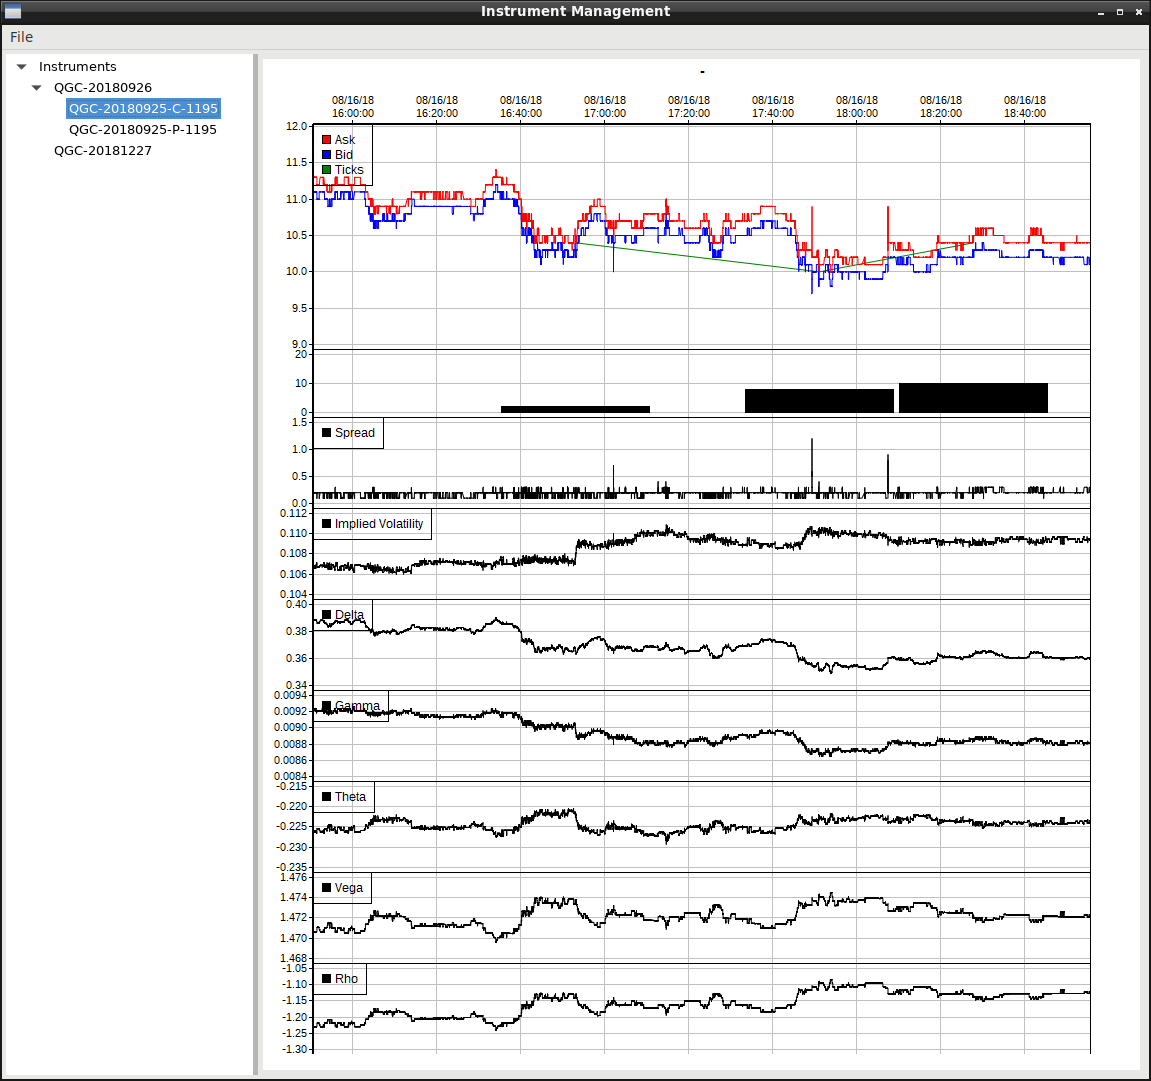 Instrument Management
File
Instruments
QGC-20180926
QGC-20180925-C-1195
QGC-20180925-P-1195
QGC-20181227
-
08/16/18 08/16/18 08/16/18 08/16/18 08/16/18 08/16/18 08/16/18 08/16/18 08/16/18
16:00:00 16:20:00 16:40:00 17:00:00 17:20:00 17:40:00 18:00:00 18:20:00 18:40:00
12.0
Ask
Bid
11.5
Ticks
11.0
10.5
10.0
9.5
9.0
20
10
0
1.5
Spread
1.0
0.5
0.0
0.112
Implied Volatility
0.110
0.108
0.106
0.104
0.40
Delta
0.38
0.36
0.34
0.0094
Gamma
0.0092
0.0090
0.0088
0.0086
0.0084
-0.215
Theta
-0.220
-0.225
-0.230
-0.235
1.476
Vega
1.474
1.472
1.470
1.468
-1.05
Rho
-1.10
-1.15
-1.20
-1.25
-1.30